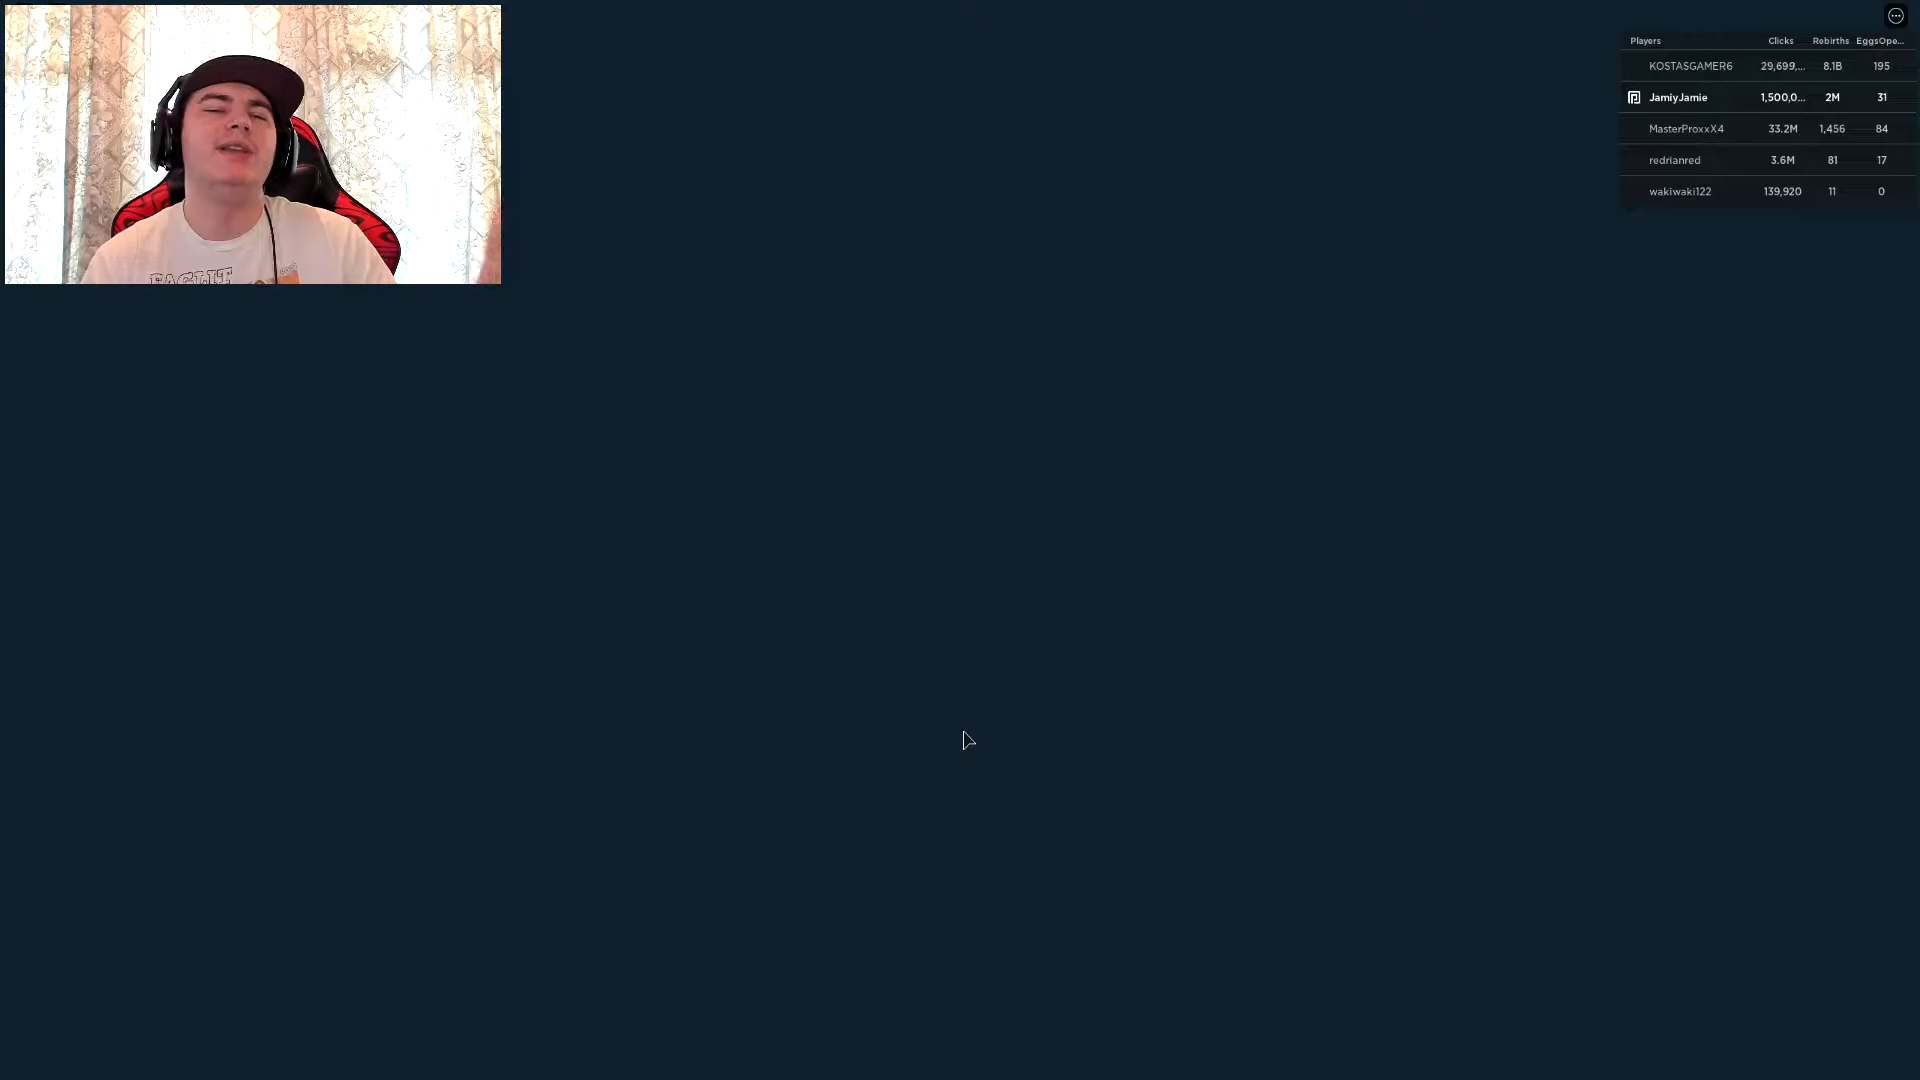 Players Clicks Rebirths EggsOpe...
KOSTASGAMER6 29,699,... 8.1B 195
JamiyJamie 1,500,0... 2M 31
MasterProxxX4 33.2M 1,456 84
redrianred 3.6M 81 17
wakiwaki122 139,920 11 0